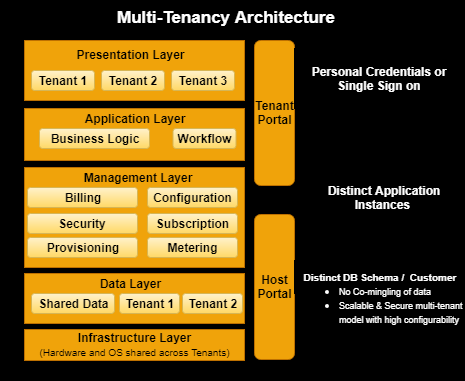 Multi-Tenancy Architecture
Presentation Layer
Tenant 1 Tenant 2 Tenant 3
Application Layer
Business Logic Workflow
Management Layer
Billing Configuration
Security Subscription
Provisioning Metering
Data Layer
Shared Data Tenant 1 Tenant 2
Infrastructure Layer
(Hardware and OS shared across Tenants)
Tenant
Portal
Host
Portal
Personal Credentials or
Single Sign on
Distinct Application
Instances
Distinct DB Schema / Customer
• No Co-mingling of data
• Scalable & Secure multi-tenant
model with high configurability